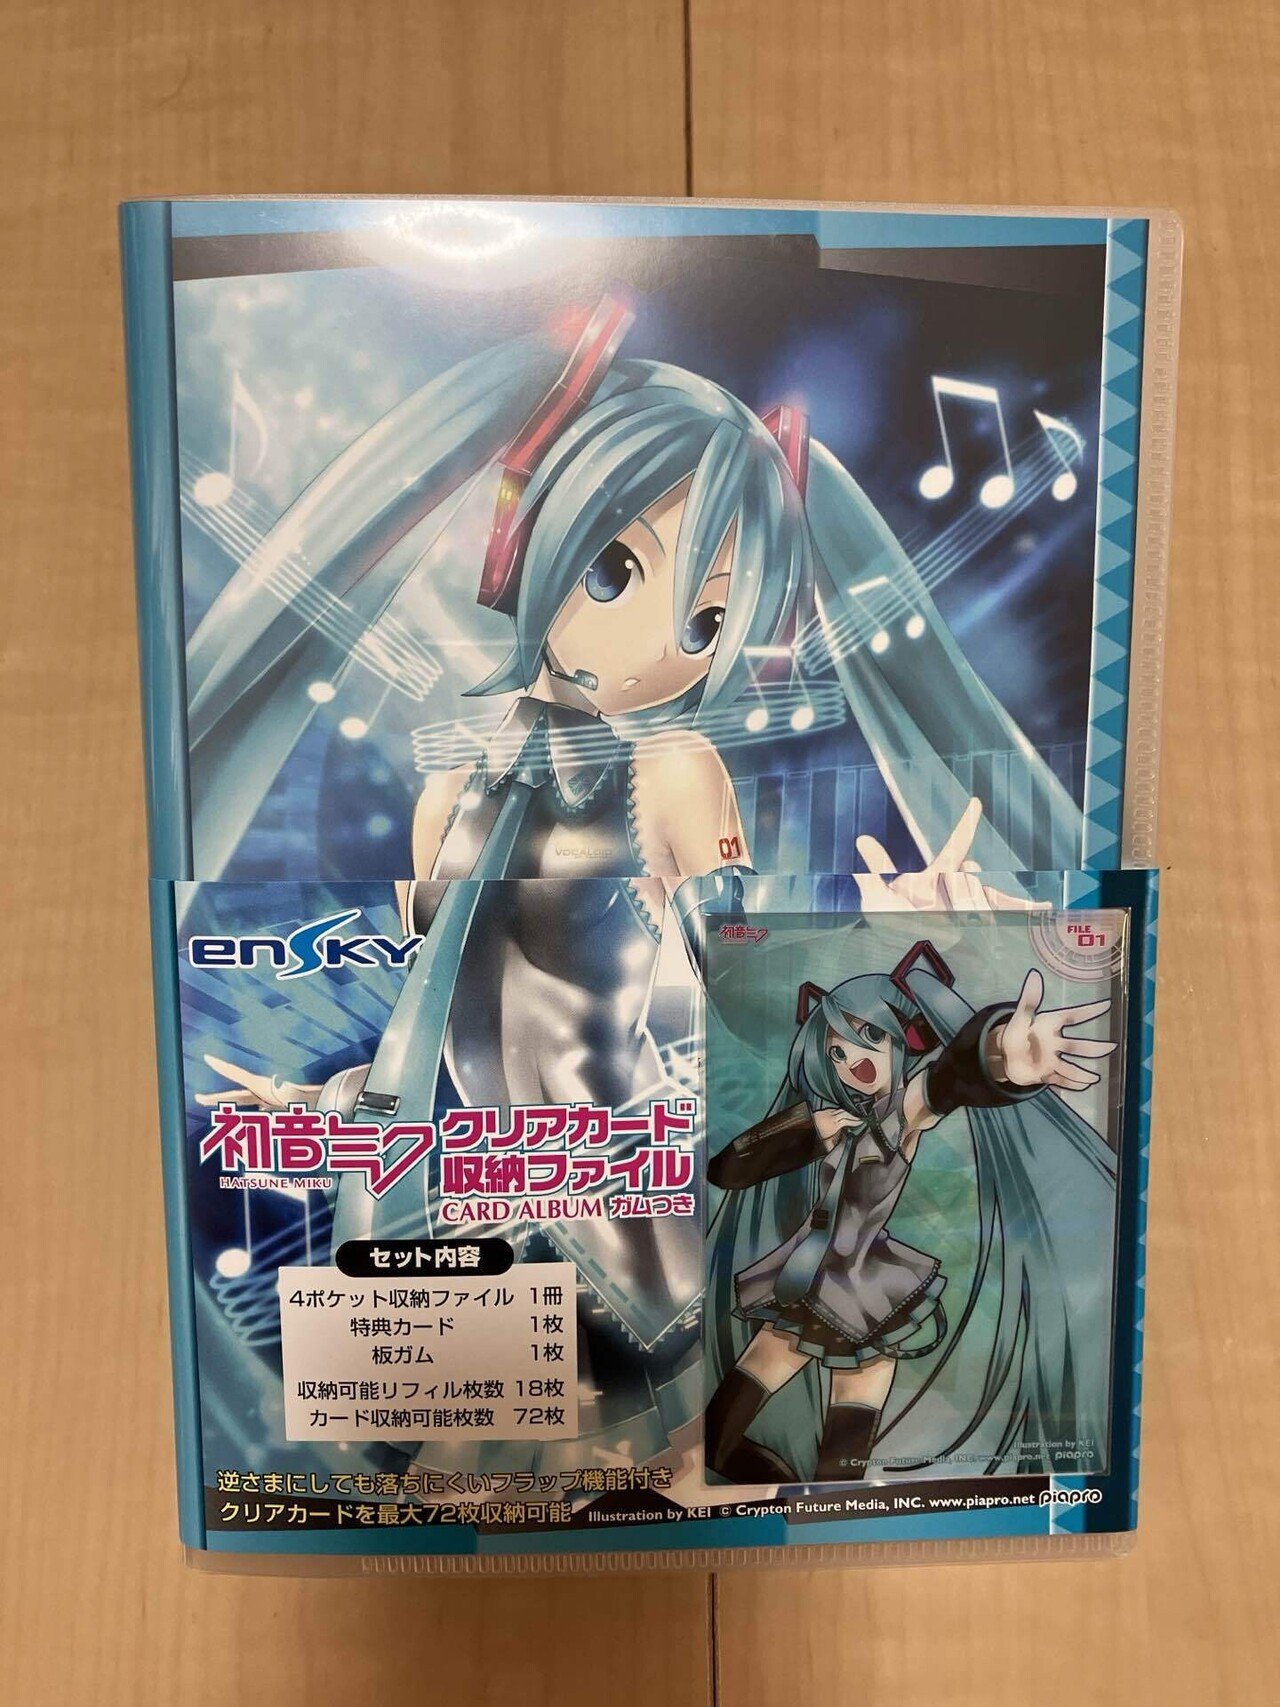 VOCALOID
01
enSKY
初音ミク
HATSUNE MIKU
クリアカード
収納ファイル
CARD ALBUM ガムつき
セット内容
4ポケット収納ファイル 1冊
特典カード 1枚
板ガム 1枚
収納可能リフィル枚数 18枚
カード収納可能枚数 72枚
逆さまにしても落ちにくいフラップ機能付き
クリアカードを最大72枚収納可能
Illustration by KEI © Crypton Future Media, INC. www.piapro.net piapro
初音ミク
FILE
01
Illustration by KEI
© Crypton Future Media, INC. www.piapro.net piapro